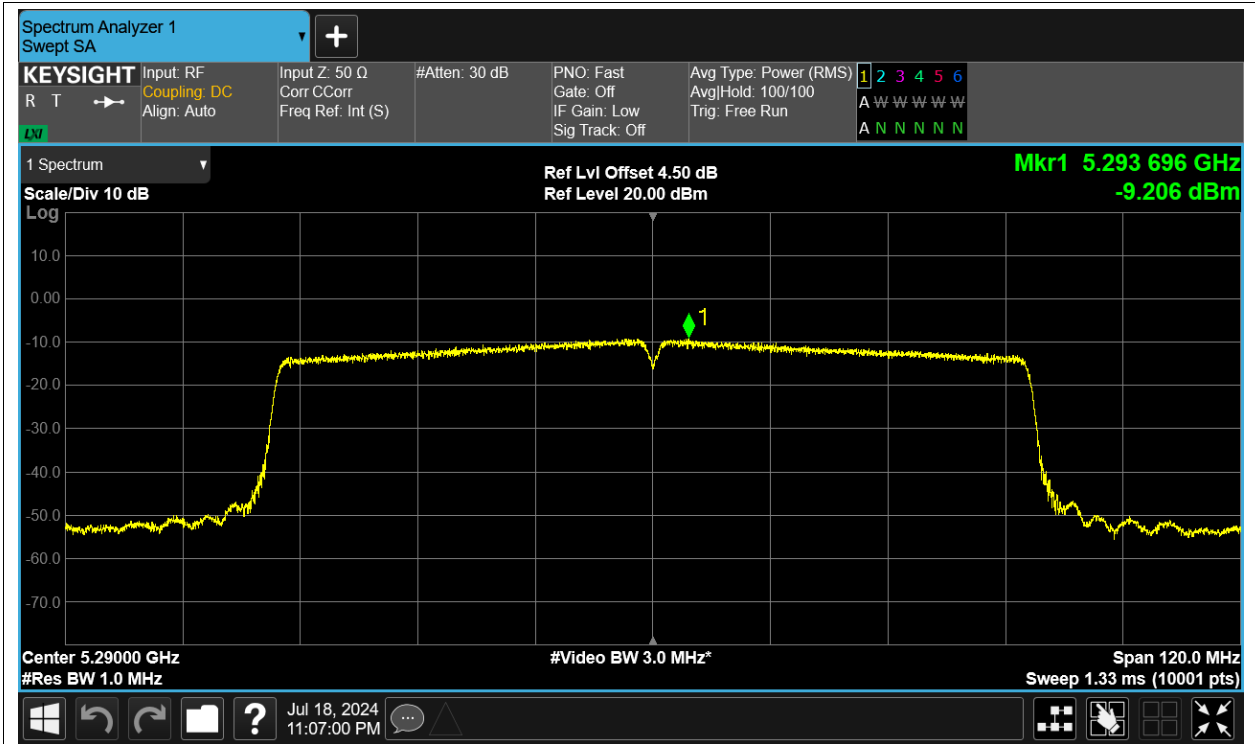 Spectrum Analyzer 1
Swept SA
KEYSIGHT
R T
LXI
Input: RF
Coupling: DC
Align: Auto
Input Z: 50 Ω
Corr CCorr
Freq Ref: Int (S)
#Atten: 30 dB
PNO: Fast
Gate: Off
IF Gain: Low
Sig Track: Off
Avg Type: Power (RMS)
Avg|Hold: 100/100
Trig: Free Run
1 2 3 4 5 6
A W W W W W
A N N N N N
1 Spectrum
Scale/Div 10 dB
Log
Ref Lvl Offset 4.50 dB
Ref Level 20.00 dBm
Mkr1 5.293 696 GHz
-9.206 dBm
10.0
0.00
-10.0
-20.0
-30.0
-40.0
-50.0
-60.0
-70.0
1
Center 5.29000 GHz
#Res BW 1.0 MHz
#Video BW 3.0 MHz*
Span 120.0 MHz
Sweep 1.33 ms (10001 pts)
?
Jul 18, 2024
11:07:00 PM